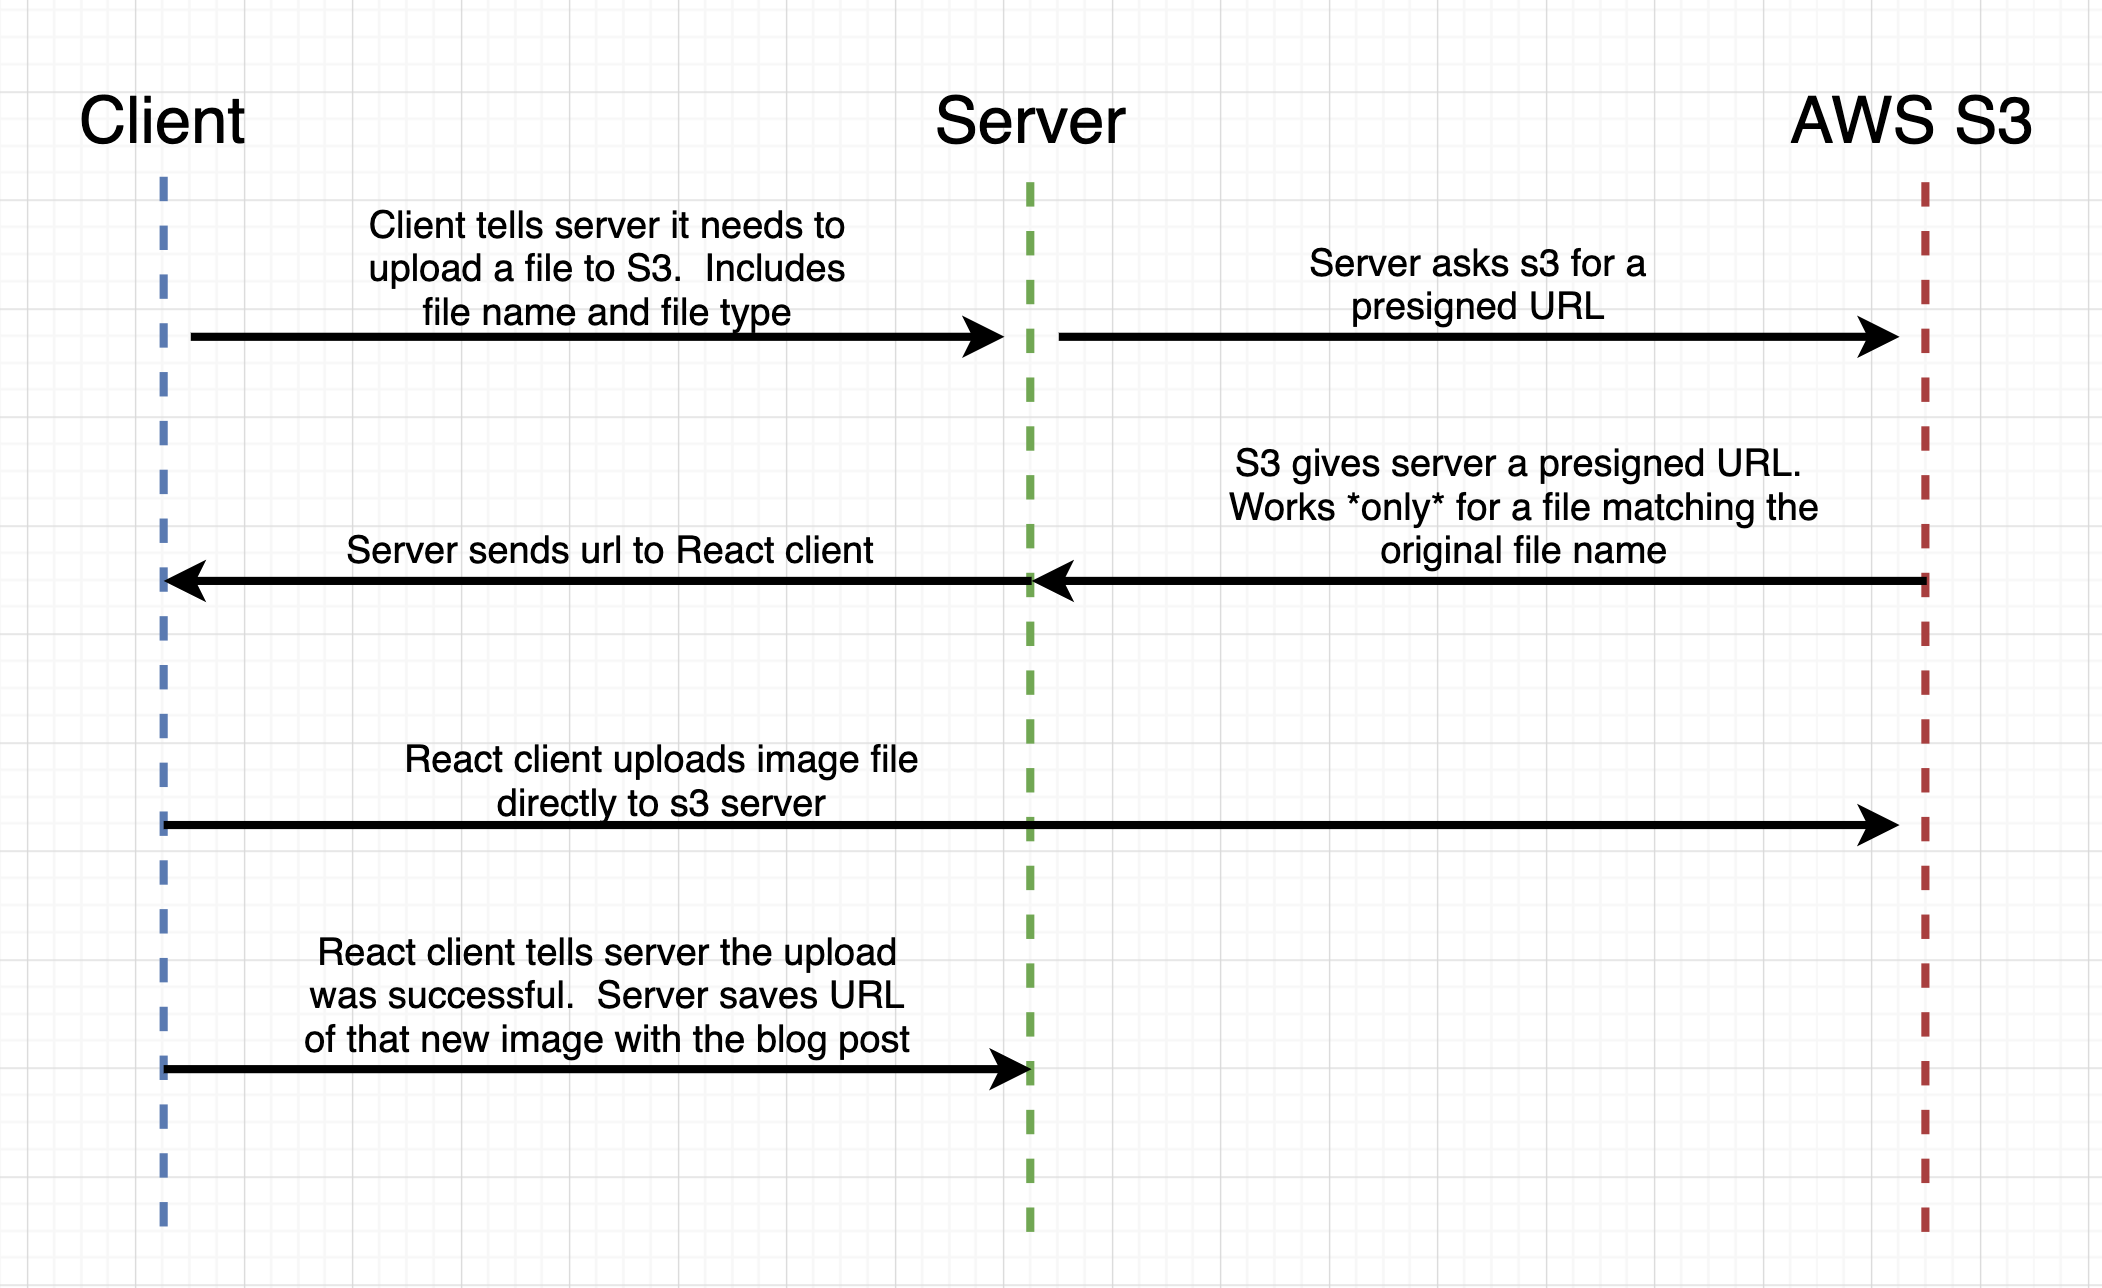 Client
Server
AWS S3
Client tells server it needs to
upload a file to S3.  Includes
file name and file type
Server asks s3 for a
presigned URL
S3 gives server a presigned URL.
Works *only* for a file matching the
original file name
Server sends url to React client
React client uploads image file
directly to s3 server
React client tells server the upload
was successful.  Server saves URL
of that new image with the blog post